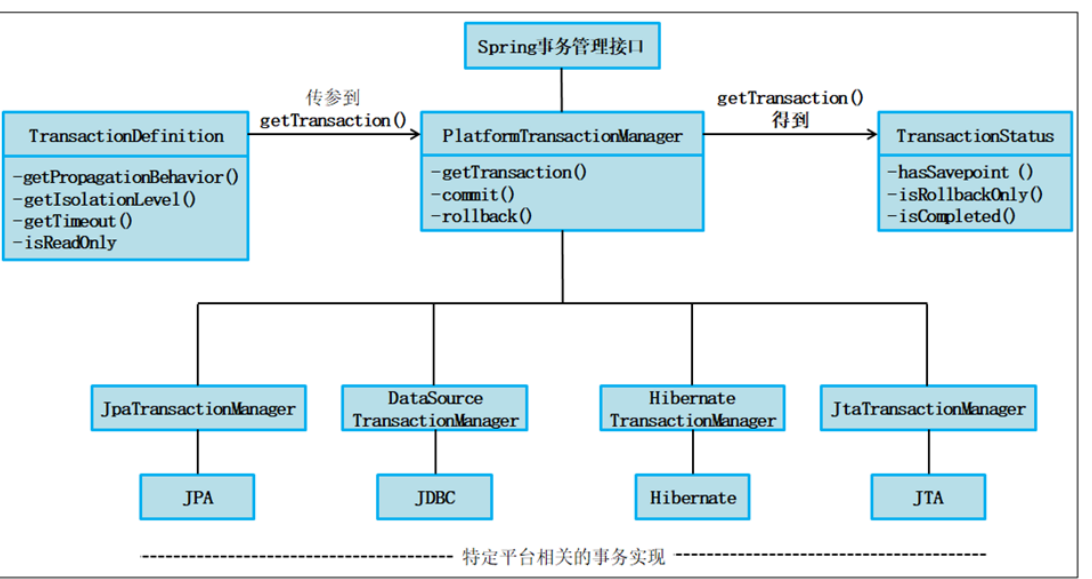 Spring事务管理接口
传参到
getTransaction()
getTransaction()
得到
TransactionDefinition
-getPropagationBehavior()
-getIsolationLevel()
-getTimeout()
-isReadOnly
PlatformTransactionManager
-getTransaction()
-commit()
-rollback()
TransactionStatus
-hasSavepoint ()
-isRollbackOnly()
-isCompleted()
JpaTransactionManager
DataSource
TransactionManager
Hibernate
TransactionManager
JtaTransactionManager
JPA
JDBC
Hibernate
JTA
特定平台相关的事务实现